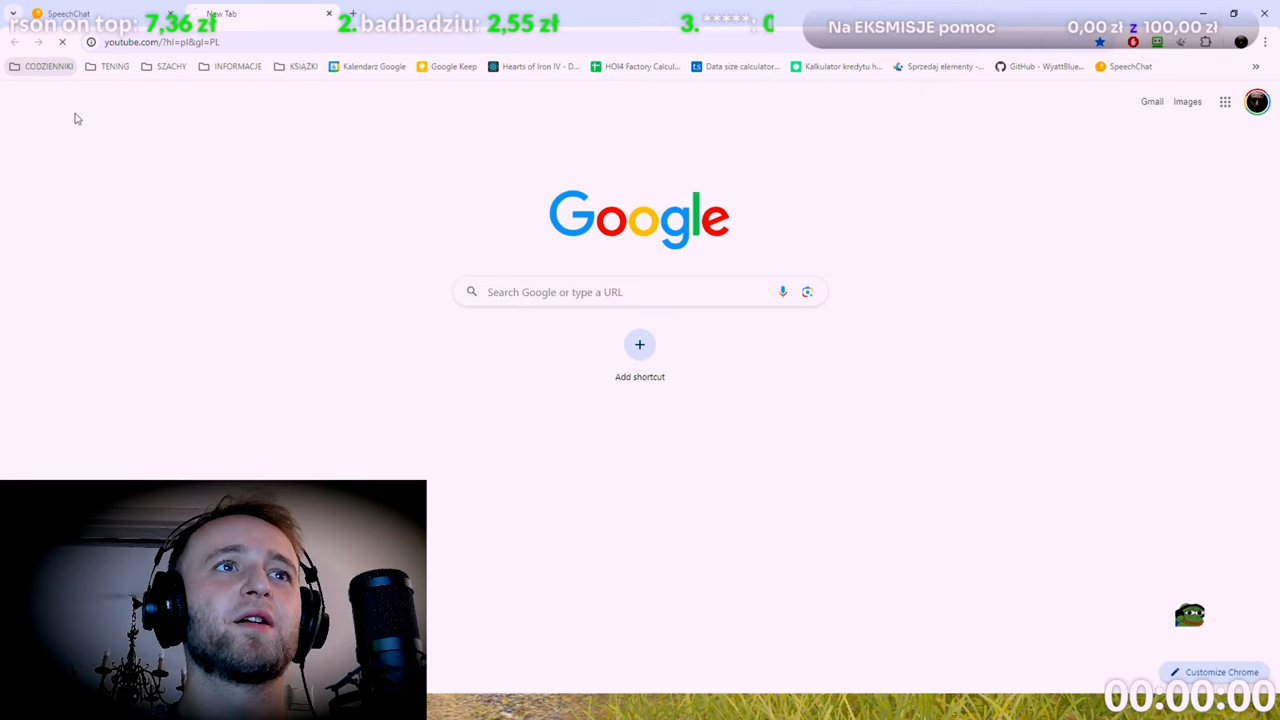 SpeechChat
New Tab
rson.on.top: 7,36 zł
2. badbadziu: 2,55 zł
3. *****: 0
Na EKSMISJE pomoc
0,00 zł z 100,00 zł
youtube.com/?hl=pl&gl=PL
CODZIENNIKI
TENING
SZACHY
INFORMACJE
KSIĄŻKI
Kalendarz Google
Google Keep
Hearts of Iron IV - D...
HOI4 Factory Calcul...
Data size calculator...
Kalkulator kredytu h...
Sprzedaj elementy -...
GitHub - WyattBlue...
SpeechChat
Gmail
Images
Google
Search Google or type a URL
Add shortcut
Customize Chrome
00:00:00